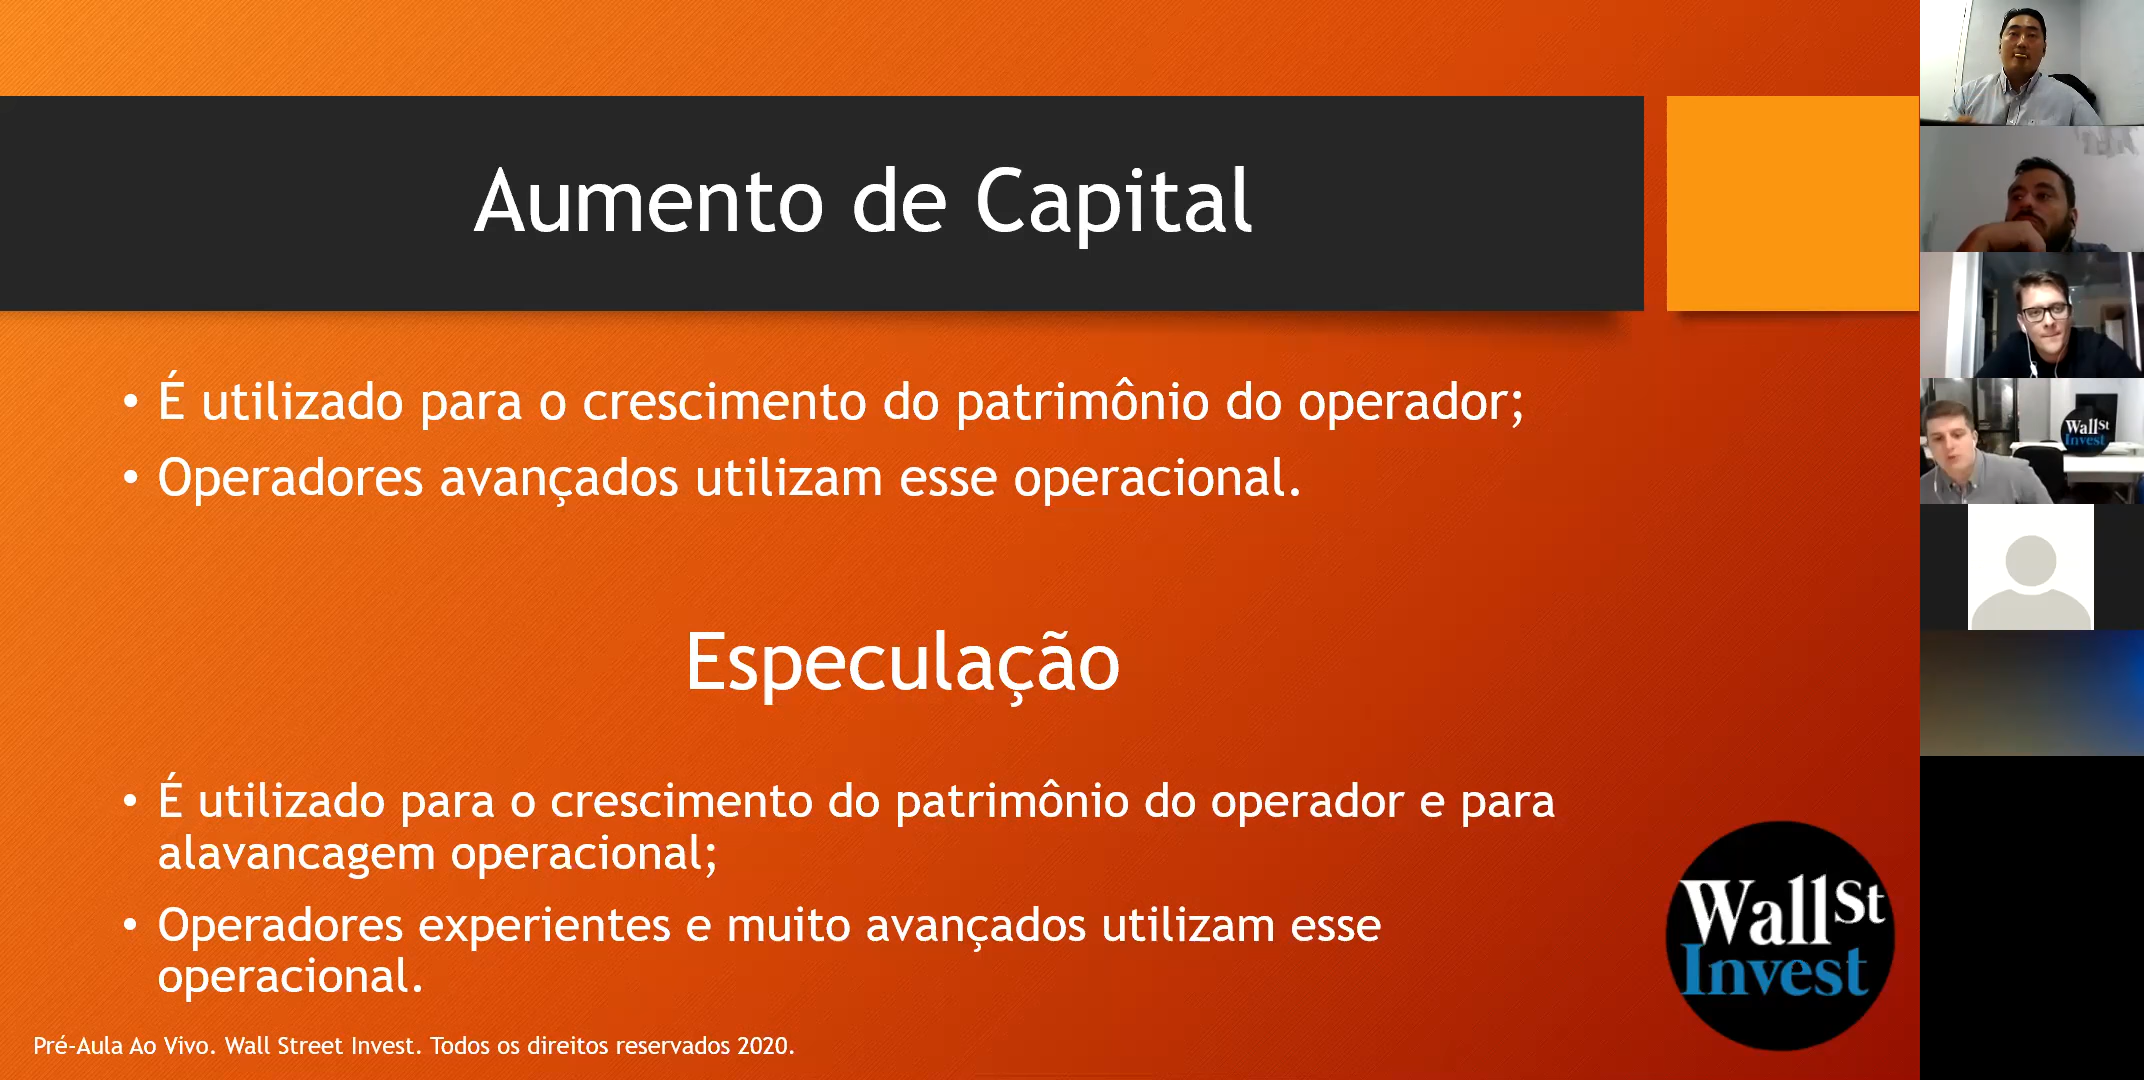 Aumento de Capital
• É utilizado para o crescimento do patrimônio do operador;
• Operadores avançados utilizam esse operacional.
Especulação
• É utilizado para o crescimento do patrimônio do operador e para
alavancagem operacional;
• Operadores experientes e muito avançados utilizam esse
operacional.
Pré-Aula Ao Vivo. Wall Street Invest. Todos os direitos reservados 2020.
WallSt
Invest
WallSt
Invest